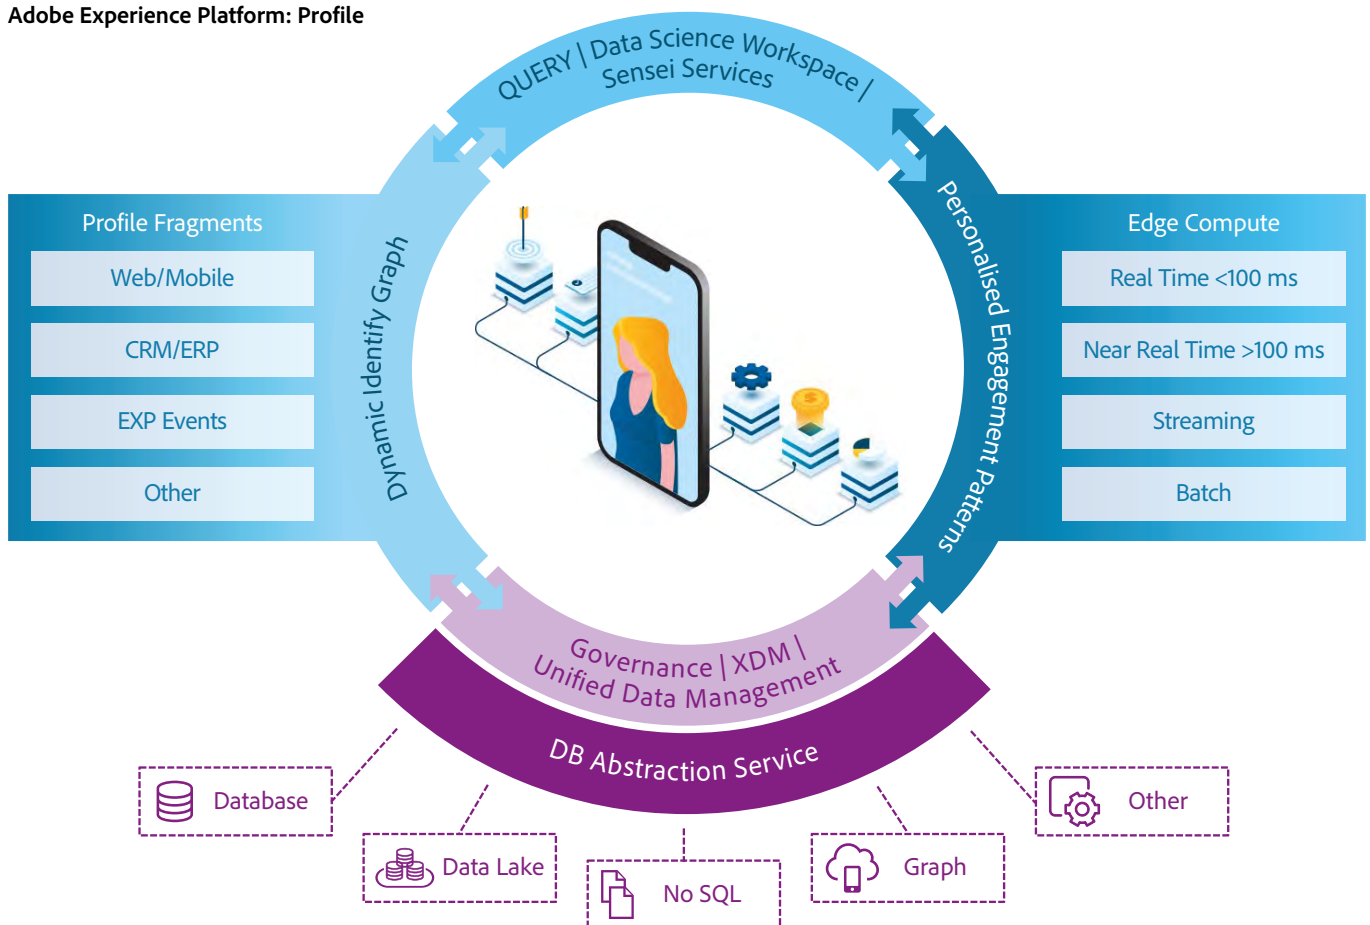 Adobe Experience Platform: Profile
QUERY | Data Science Workspace |
Sensei Services
Profile Fragments
Web/Mobile
CRM/ERP
EXP Events
Other
Dynamic Identify Graph
Personalised Engagement Patterns
Edge Compute
Real Time <100 ms
Near Real Time >100 ms
Streaming
Batch
Governance | XDM |
Unified Data Management
DB Abstraction Service
Database
Data Lake
No SQL
Graph
Other